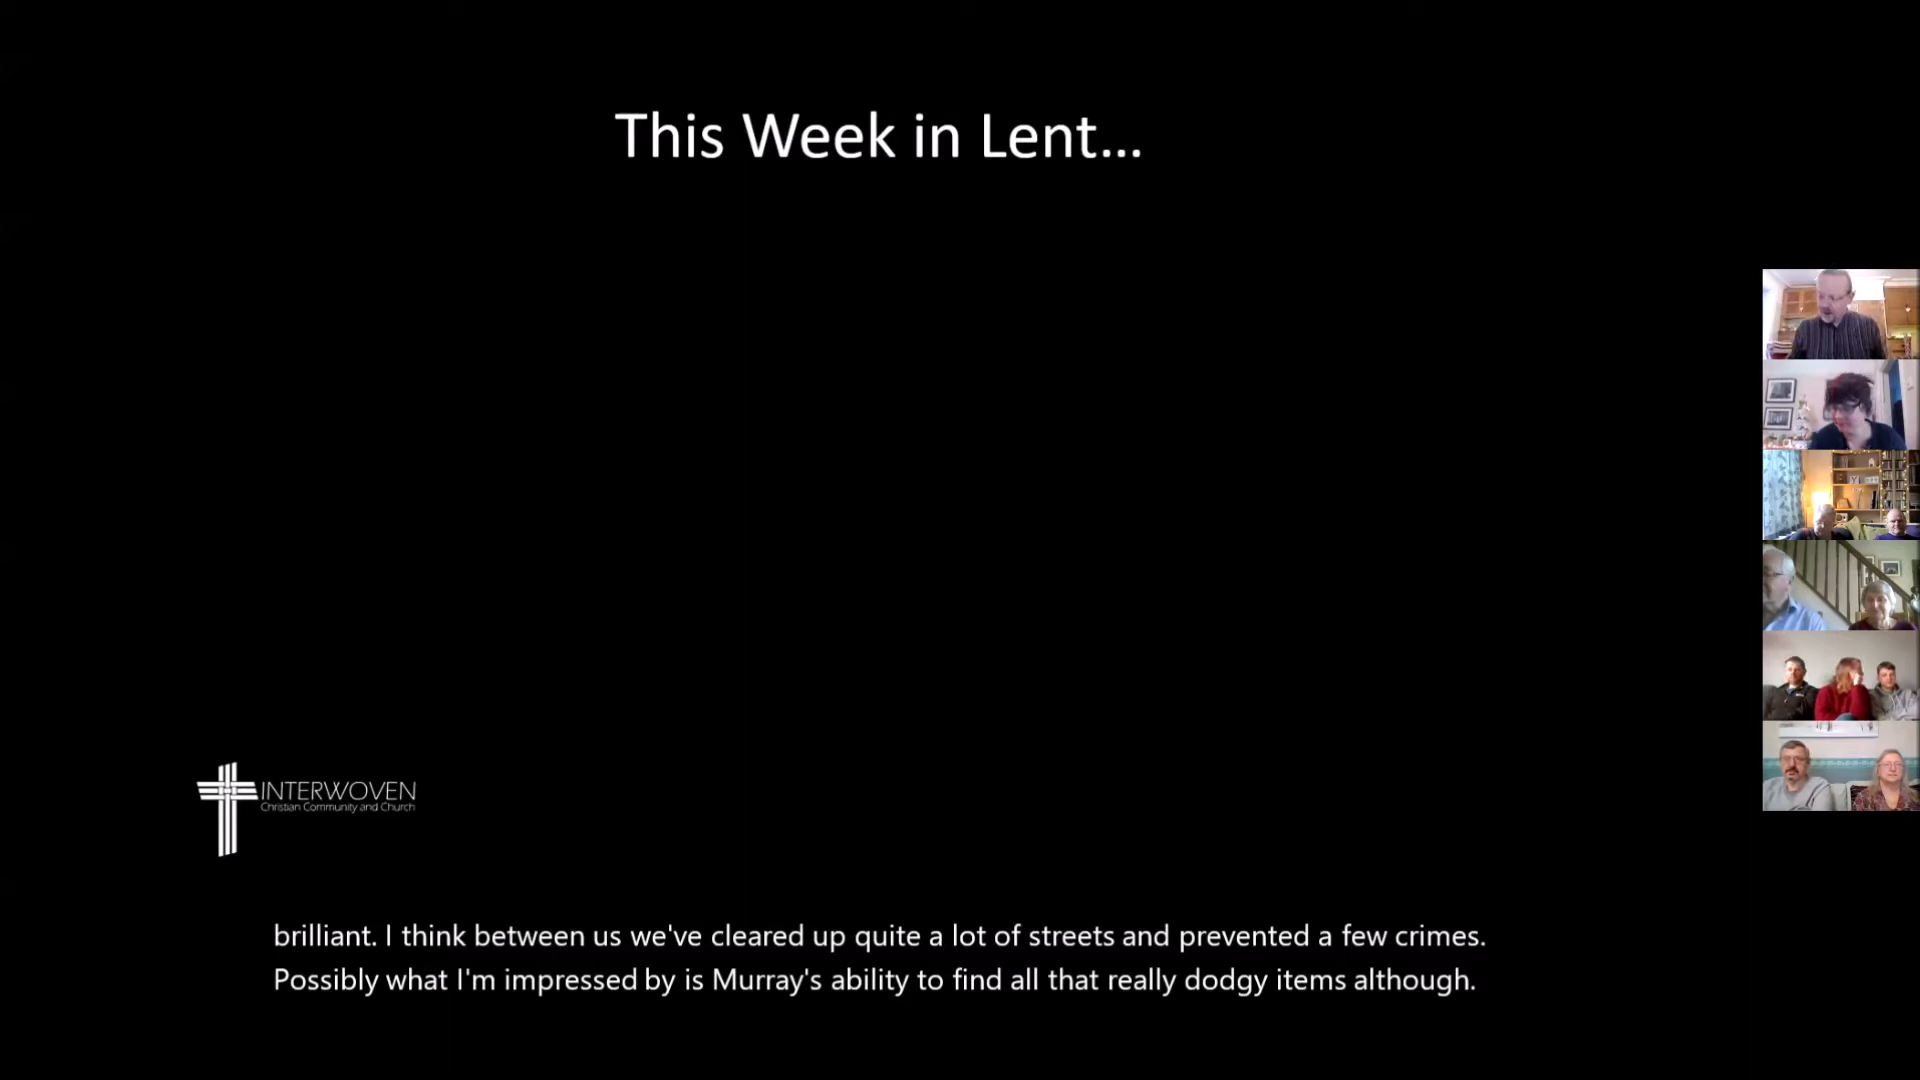 This Week in Lent...
INTERWOVEN
Christian Community and Church
brilliant. I think between us we've cleared up quite a lot of streets and prevented a few crimes.
Possibly what I'm impressed by is Murray's ability to find all that really dodgy items although.